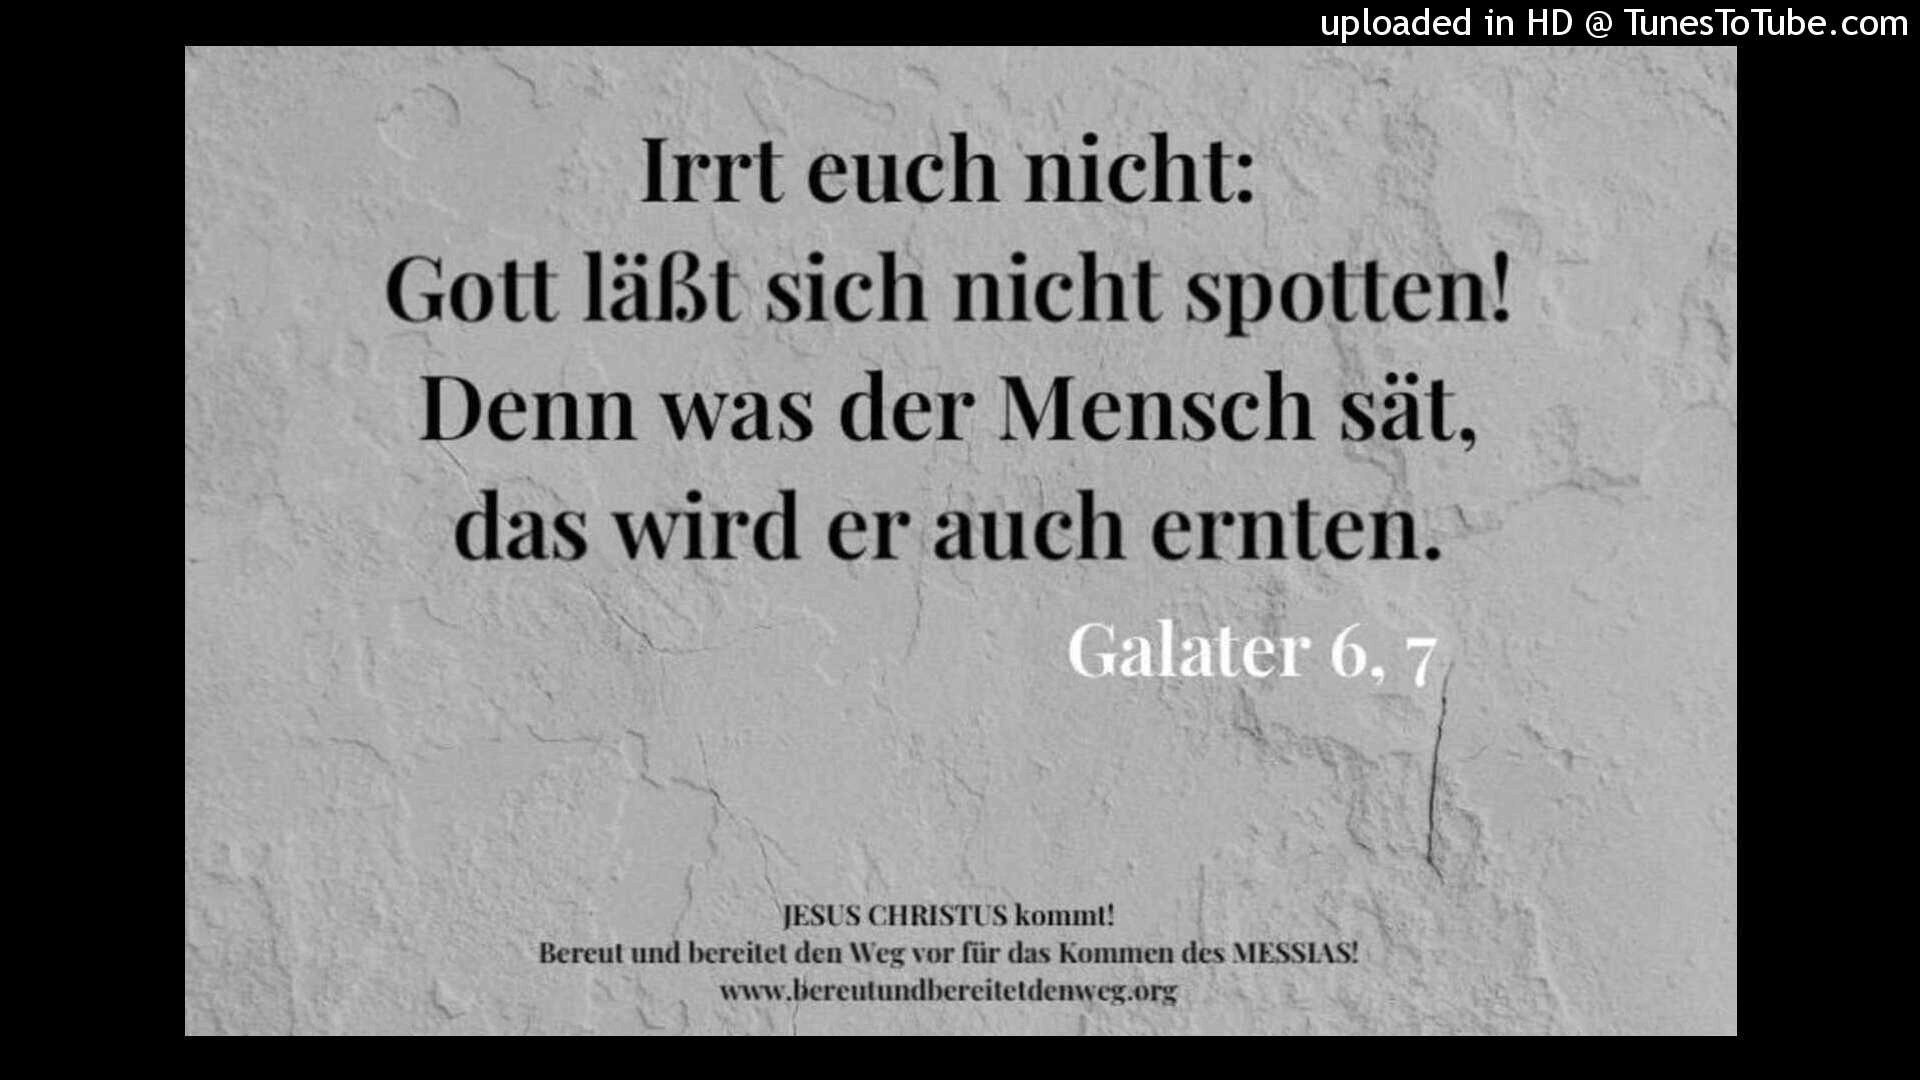 uploaded in HD @ TunesToTube.com
Irrt euch nicht:
Gott läßt sich nicht spotten!
Denn was der Mensch sät,
das wird er auch ernten.
Galater 6, 7
JESUS CHRISTUS kommt!
Bereut und bereitet den Weg vor für das Kommen des MESSIAS!
www.bereutundbereitetdenweg.org